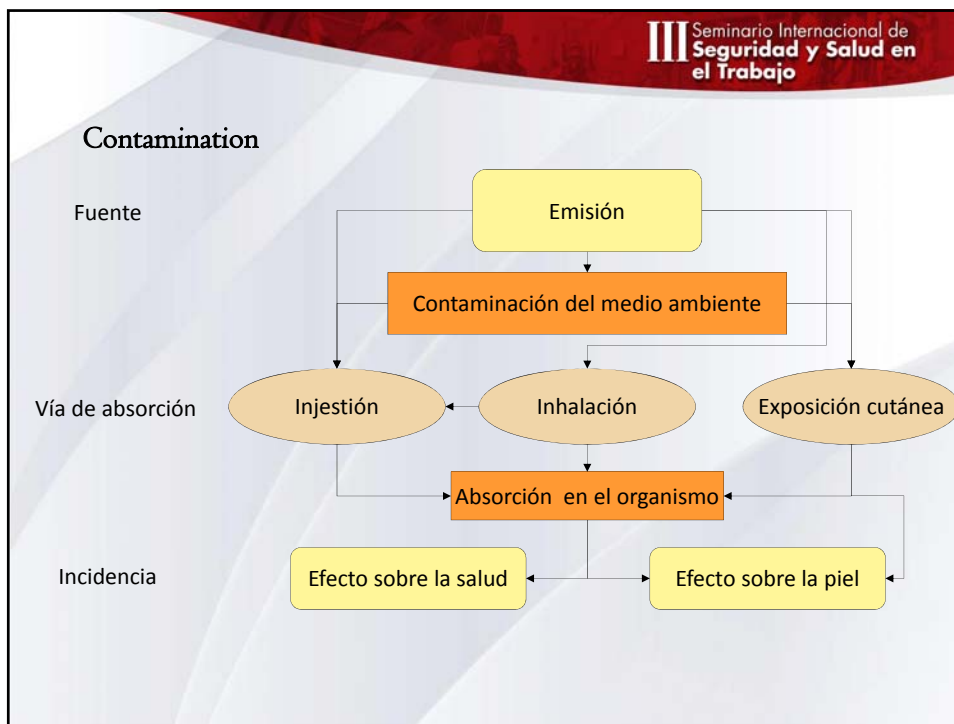 III Seminario Internacional de
Seguridad y Salud en
el Trabajo
Contamination
Fuente
Emisión
Contaminación del medio ambiente
Vía de absorción
Injestión
Inhalación
Exposición cutánea
Absorción en el organismo
Incidencia
Efecto sobre la salud
Efecto sobre la piel